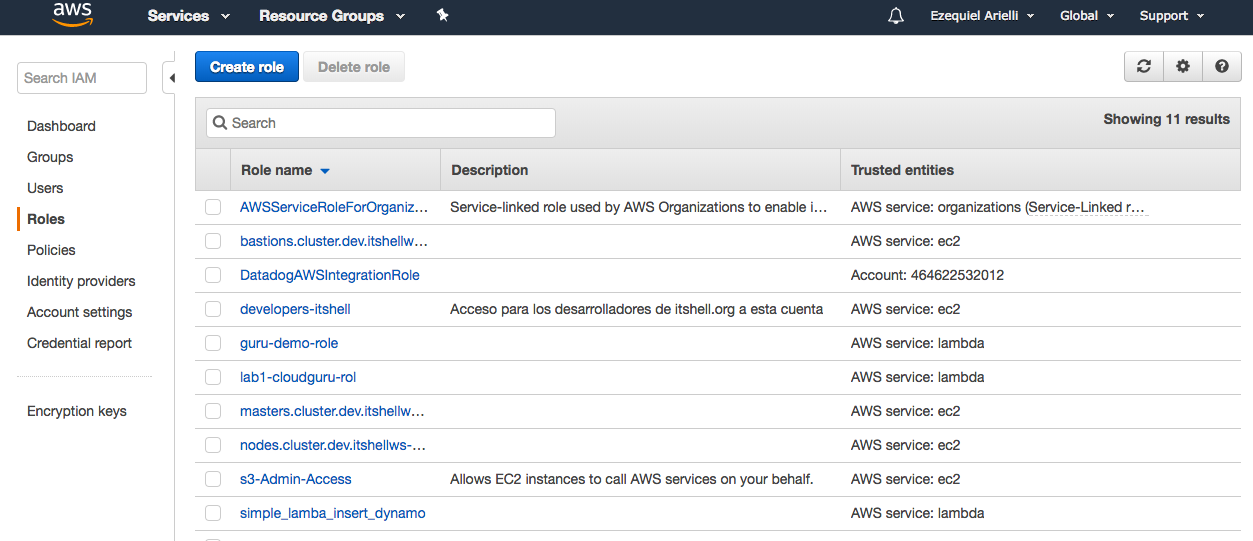 aws Services Resource Groups Ezequiel Arielli Global Support
Search IAM
Dashboard
Groups
Users
Roles
Policies
Identity providers
Account settings
Credential report
Encryption keys
Create role Delete role
Search Showing 11 results
Role name Description Trusted entities
AWSServiceRoleForOrganiz… Service-linked role used by AWS Organizations to enable i… AWS service: organizations (Service-Linked r…
bastions.cluster.dev.itshellw… AWS service: ec2
DatadogAWSIntegrationRole Account: 464622532012
developers-itshell Acceso para los desarrolladores de itshell.org a esta cuenta AWS service: ec2
guru-demo-role AWS service: lambda
lab1-cloudguru-rol AWS service: lambda
masters.cluster.dev.itshellw… AWS service: ec2
nodes.cluster.dev.itshellws-… AWS service: ec2
s3-Admin-Access Allows EC2 instances to call AWS services on your behalf. AWS service: ec2
simple_lamba_insert_dynamo AWS service: lambda